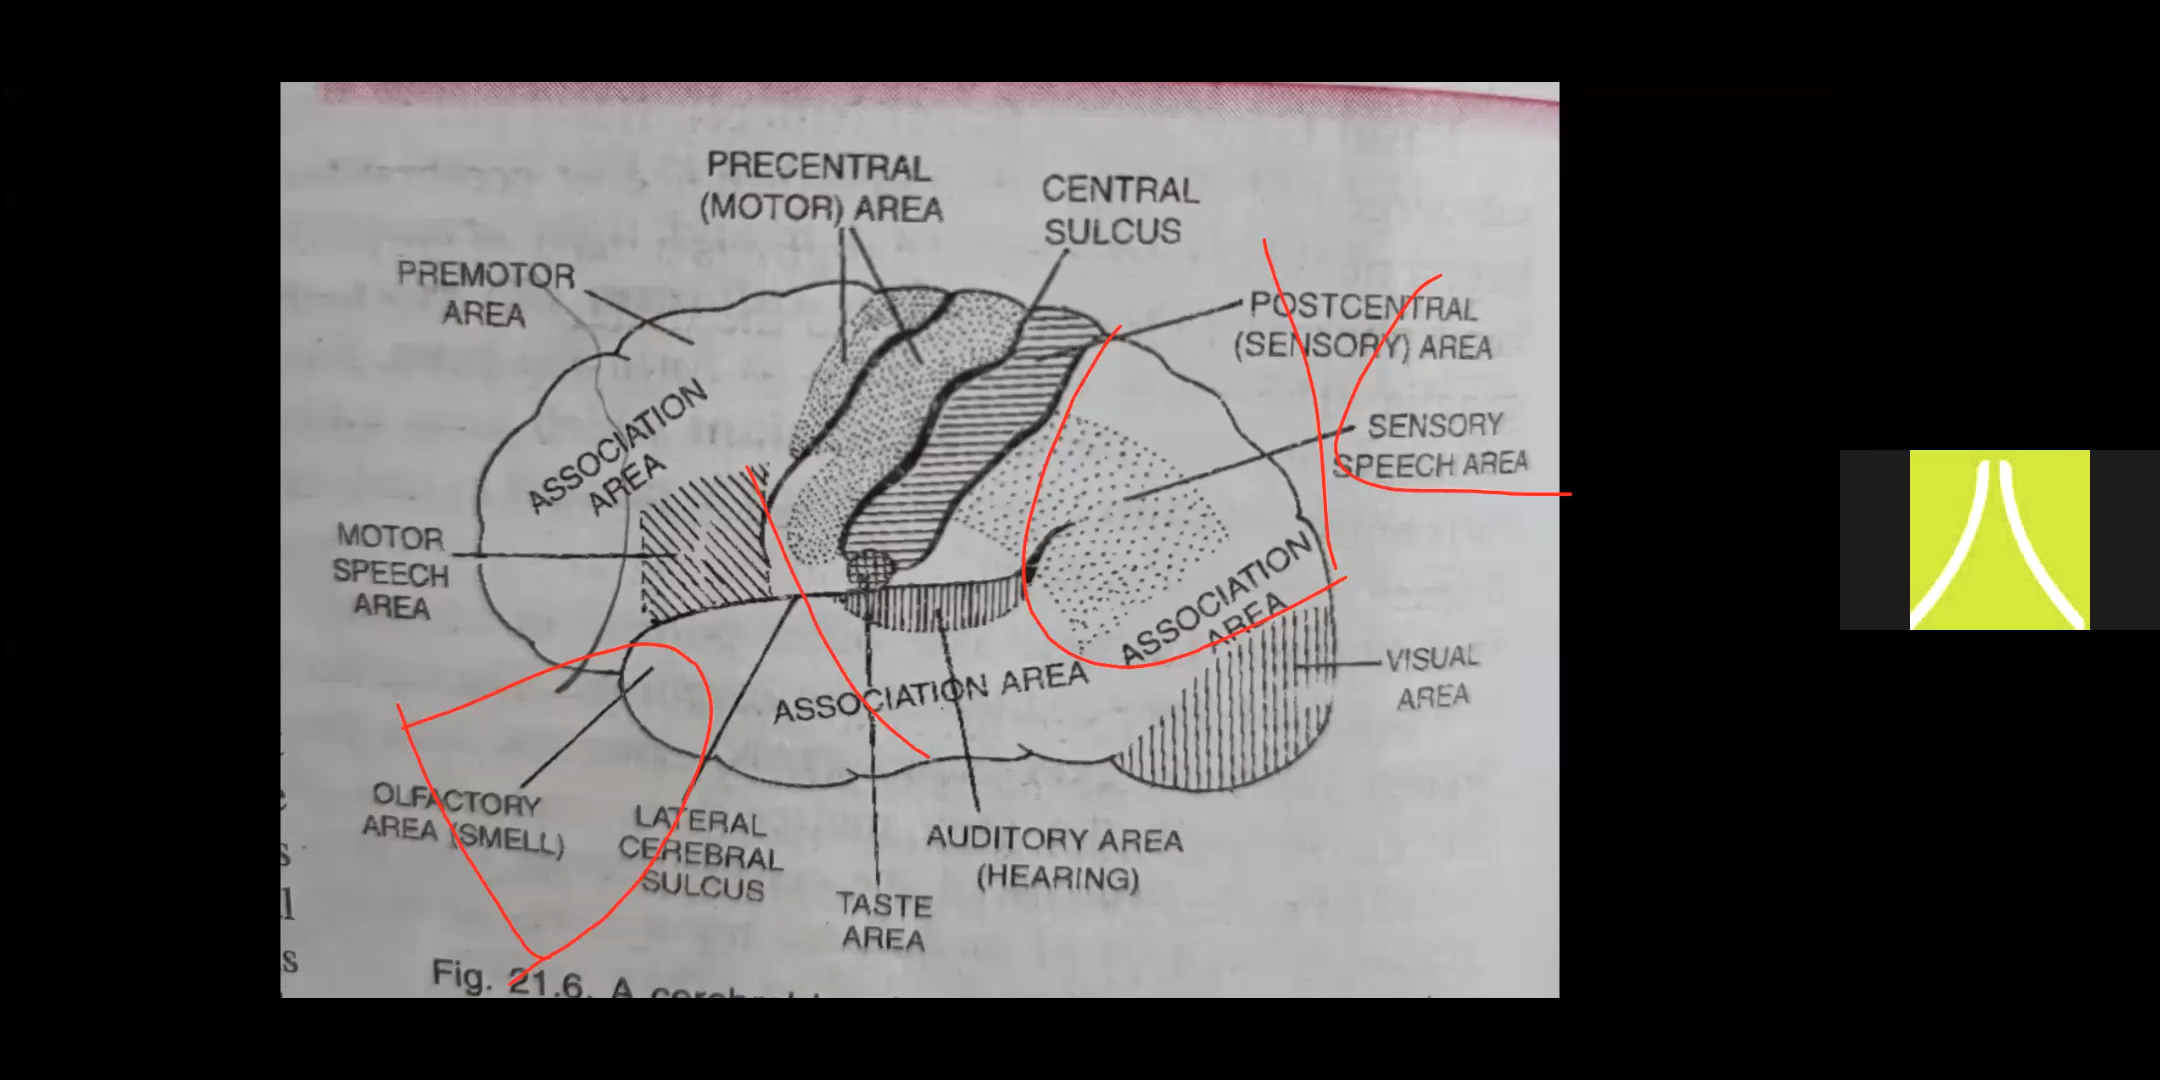 PRECENTRAL
(MOTOR) AREA
CENTRAL
SULCUS
PREMOTOR
AREA
POSTCENTRAL
(SENSORY) AREA
ASSOCIATION
AREA
SENSORY
SPEECH AREA
MOTOR
SPEECH
AREA
ASSOCIATION
AREA
ASSOCIATION AREA
VISUAL
AREA
OLFACTORY
AREA (SMELL)
LATERAL
CEREBRAL
SULCUS
AUDITORY AREA
(HEARING)
TASTE
AREA
s
l
s
Fig. 21.6. A